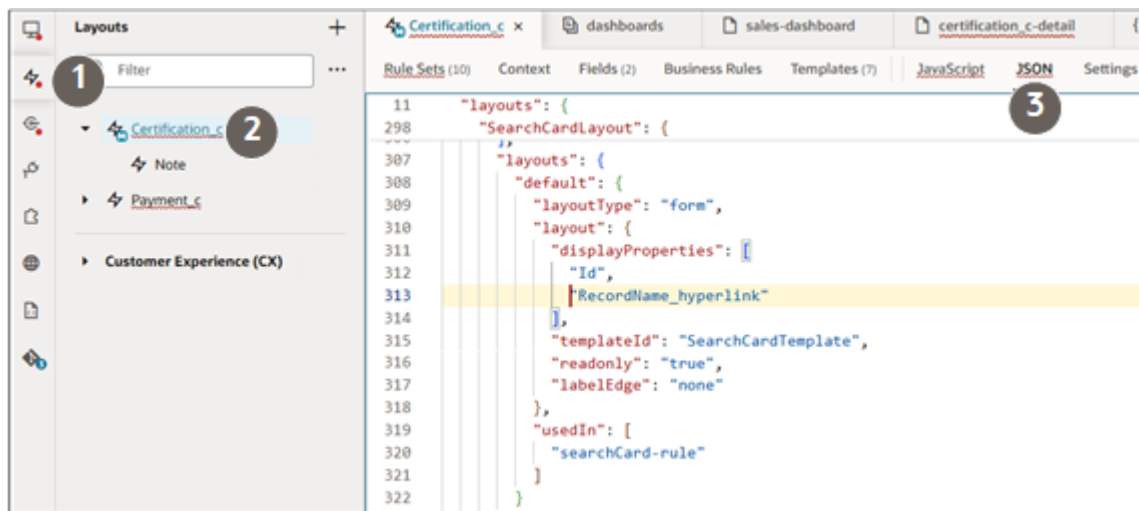 Layouts
Filter
1
Certification_c
2
Note
Payment_c
Customer Experience (CX)
Certification_c × dashboards sales-dashboard certification_c-detail {
Rule Sets (10) Context Fields (2) Business Rules Templates (7) JavaScript JSON Settings
3
11 "layouts": {
298 "SearchCardLayout": {
],
307 "layouts": {
308 "default": {
309 "layoutType": "form",
310 "layout": {
311 "displayProperties": [
312 "Id",
313 "RecordName_hyperlink"
314 ],
315 "templateId": "SearchCardTemplate",
316 "readonly": "true",
317 "labelEdge": "none"
318 },
319 "usedIn": [
320 "searchCard-rule"
321 ]
322 }